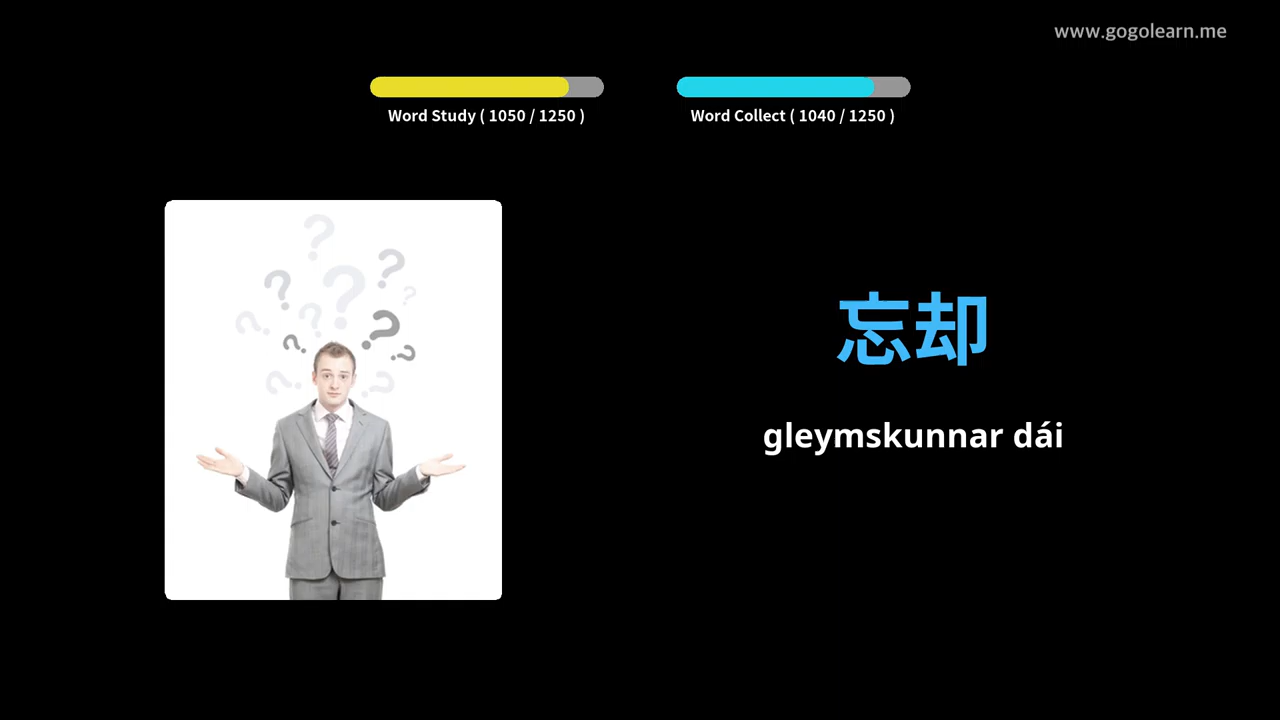 www.gogolearn.me
Word Study ( 1050 / 1250 )
Word Collect ( 1040 / 1250 )
忘却
gleymskunnar dái